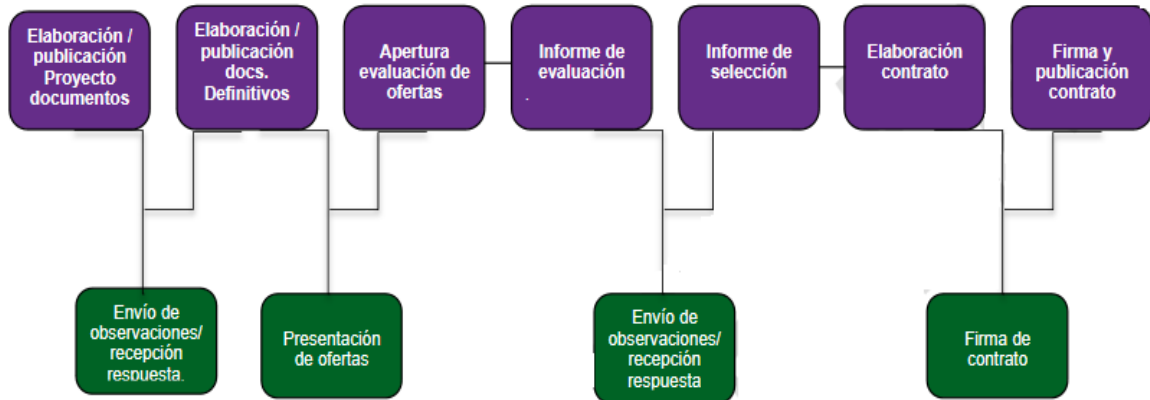 Elaboración /
publicación
Proyecto
documentos
Elaboración /
publicación
docs.
Definitivos
Apertura
evaluación de
ofertas
Informe de
evaluación
.
Informe de
selección
Elaboración
contrato
Firma y
publicación
contrato
Envío de
observaciones/
recepción
respuesta.
Presentación
de ofertas
Envío de
observaciones/
recepción
respuesta
Firma de
contrato